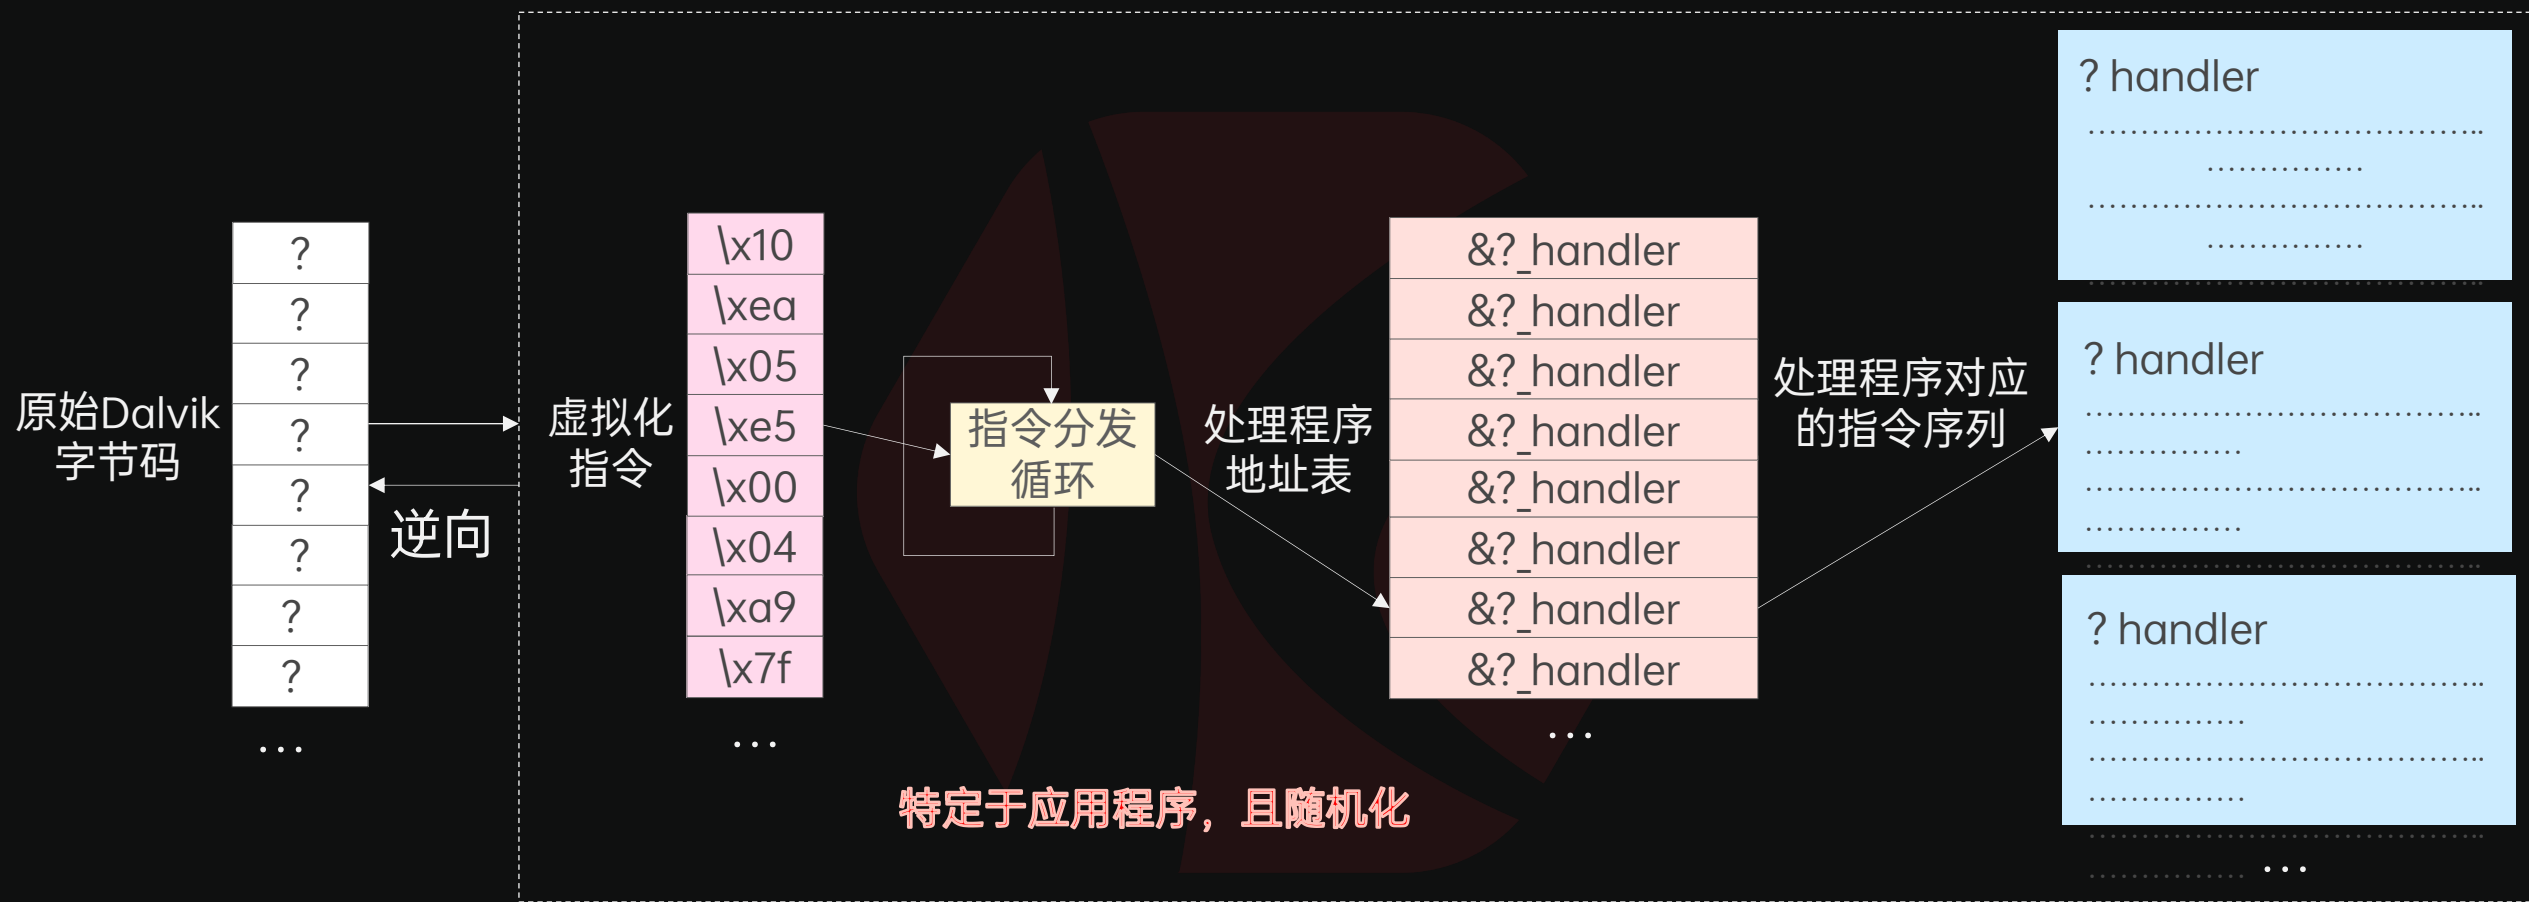 原始Dalvik
字节码
?
?
?
?
?
?
?
?
...
逆向
虚拟化
指令
\x10
\xea
\x05
\xe5
\x00
\x04
\xa9
\x7f
...
指令分发
循环
处理程序
地址表
&?_handler
&?_handler
&?_handler
&?_handler
&?_handler
&?_handler
&?_handler
&?_handler
...
处理程序对应
的指令序列
? handler
? handler
? handler
...
特定于应用程序，且随机化